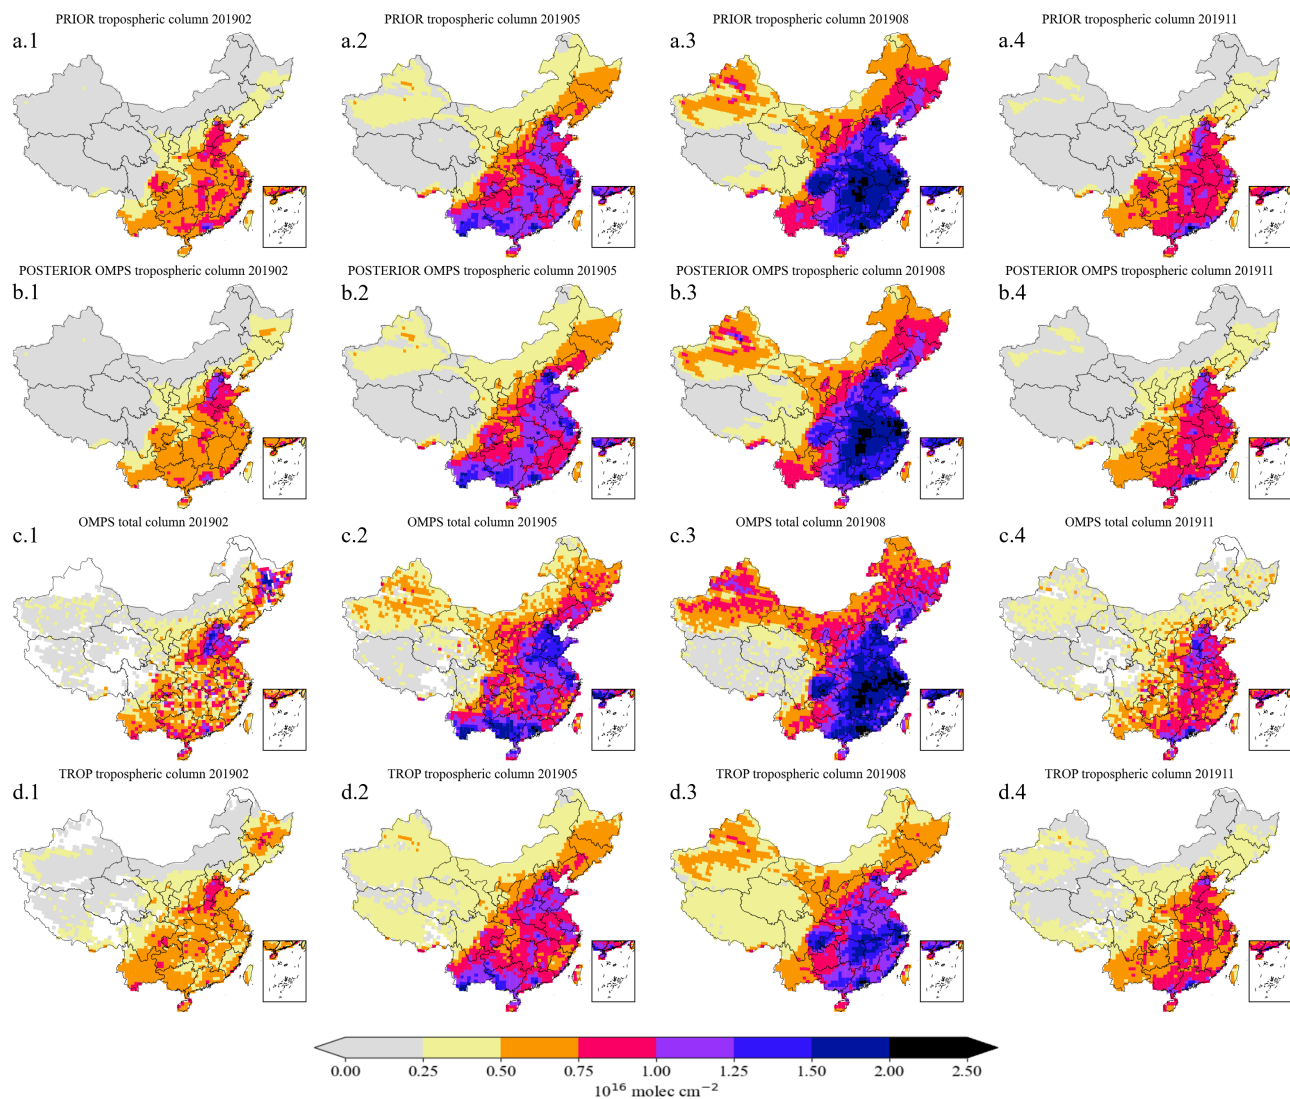 PRIOR tropospheric column 201902
PRIOR tropospheric column 201905
PRIOR tropospheric column 201908
PRIOR tropospheric column 201911
a.1
a.2
a.3
a.4
POSTERIOR OMPS tropospheric column 201902
POSTERIOR OMPS tropospheric column 201905
POSTERIOR OMPS tropospheric column 201908
POSTERIOR OMPS tropospheric column 201911
b.1
b.2
b.3
b.4
OMPS total column 201902
OMPS total column 201905
OMPS total column 201908
OMPS total column 201911
c.1
c.2
c.3
c.4
TROP tropospheric column 201902
TROP tropospheric column 201905
TROP tropospheric column 201908
TROP tropospheric column 201911
d.1
d.2
d.3
d.4
0.00 0.25 0.50 0.75 1.00 1.25 1.50 2.00 2.50
10¹⁶ molec cm⁻²